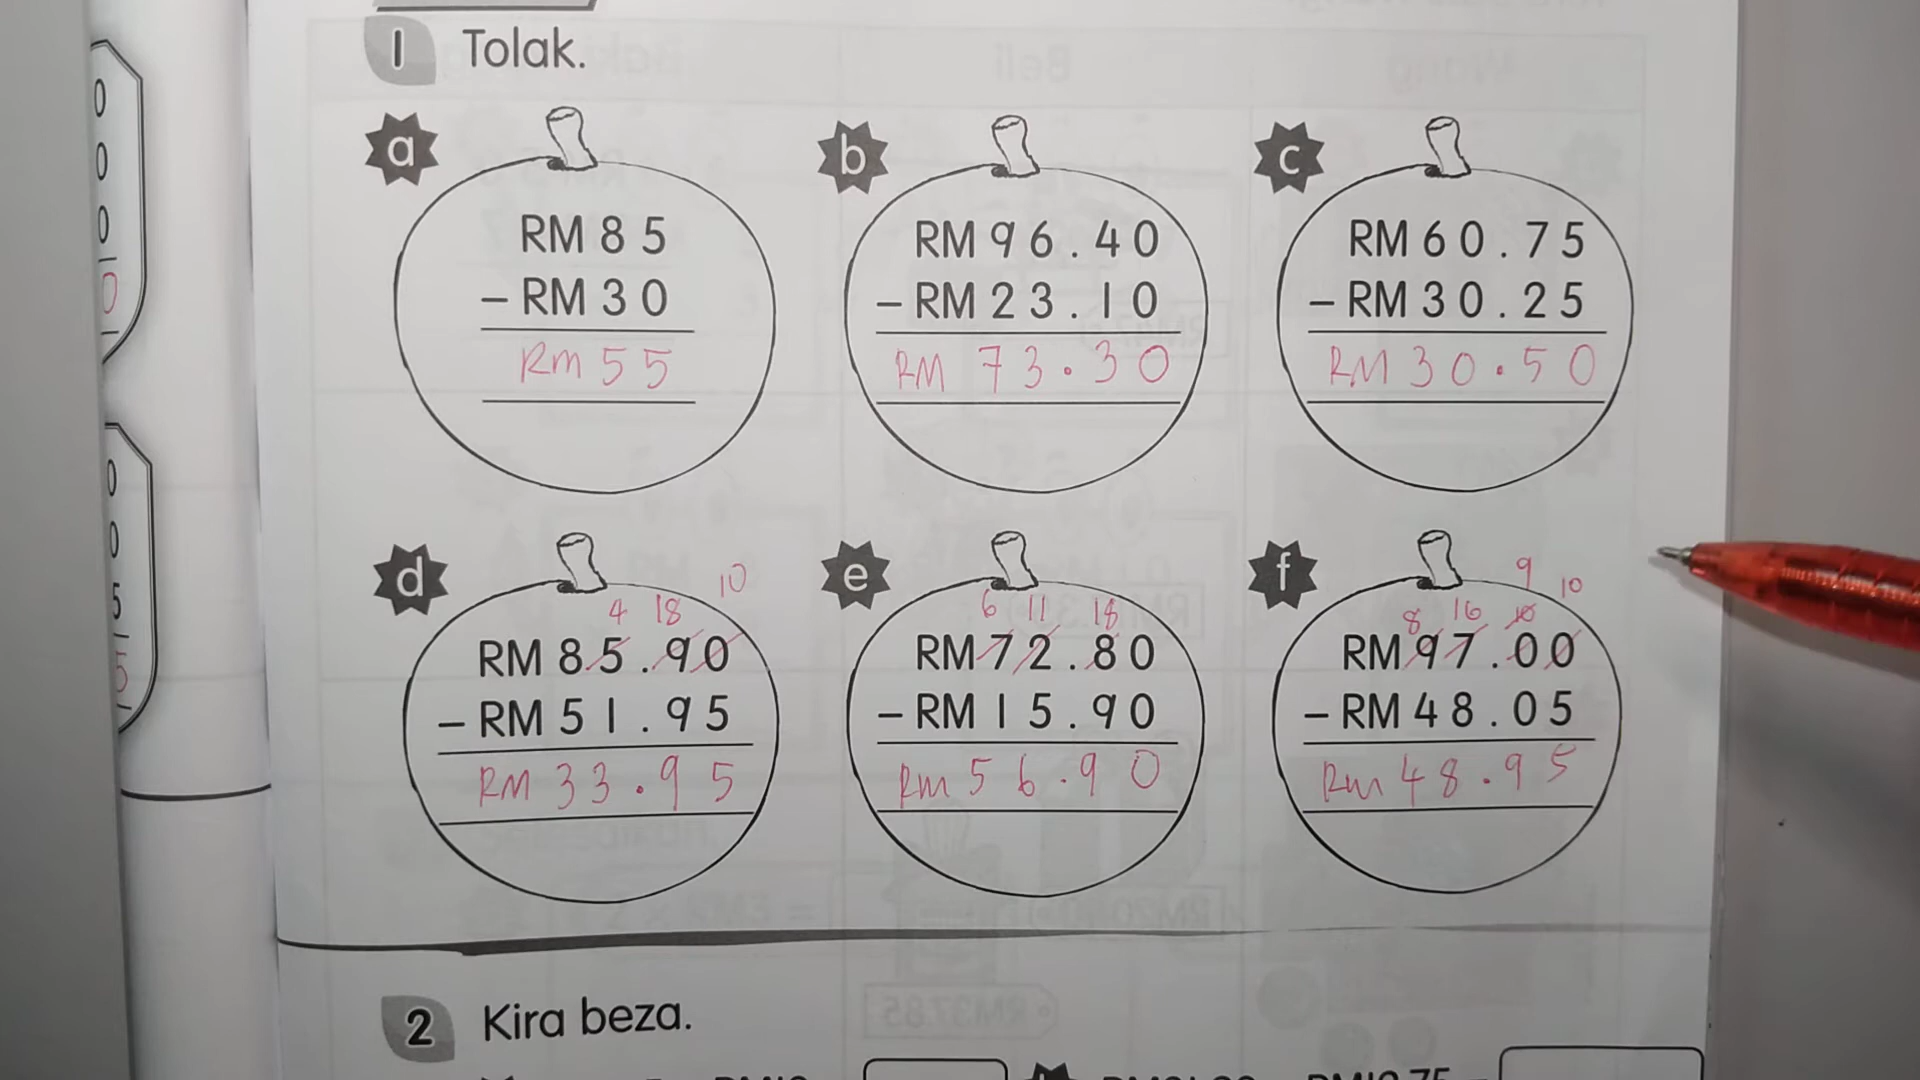 1 Tolak.
a
RM 8 5
– RM 3 0
Rm 5 5
b
RM 9 6 . 4 0
– RM 2 3 . 1 0
RM 7 3 . 3 0
c
RM 6 0 . 7 5
– RM 3 0 . 2 5
RM 3 0 . 5 0
d
4 18 10
RM 8 5 . 9 0
– RM 5 1 . 9 5
RM 3 3 . 9 5
e
6 11 18
RM 7 2 . 8 0
– RM 1 5 . 9 0
Rm 5 6 . 9 0
f
9
8 16 10 10
RM 9 7 . 0 0
– RM 4 8 . 0 5
Rm 4 8 . 9 5
2 Kira beza.